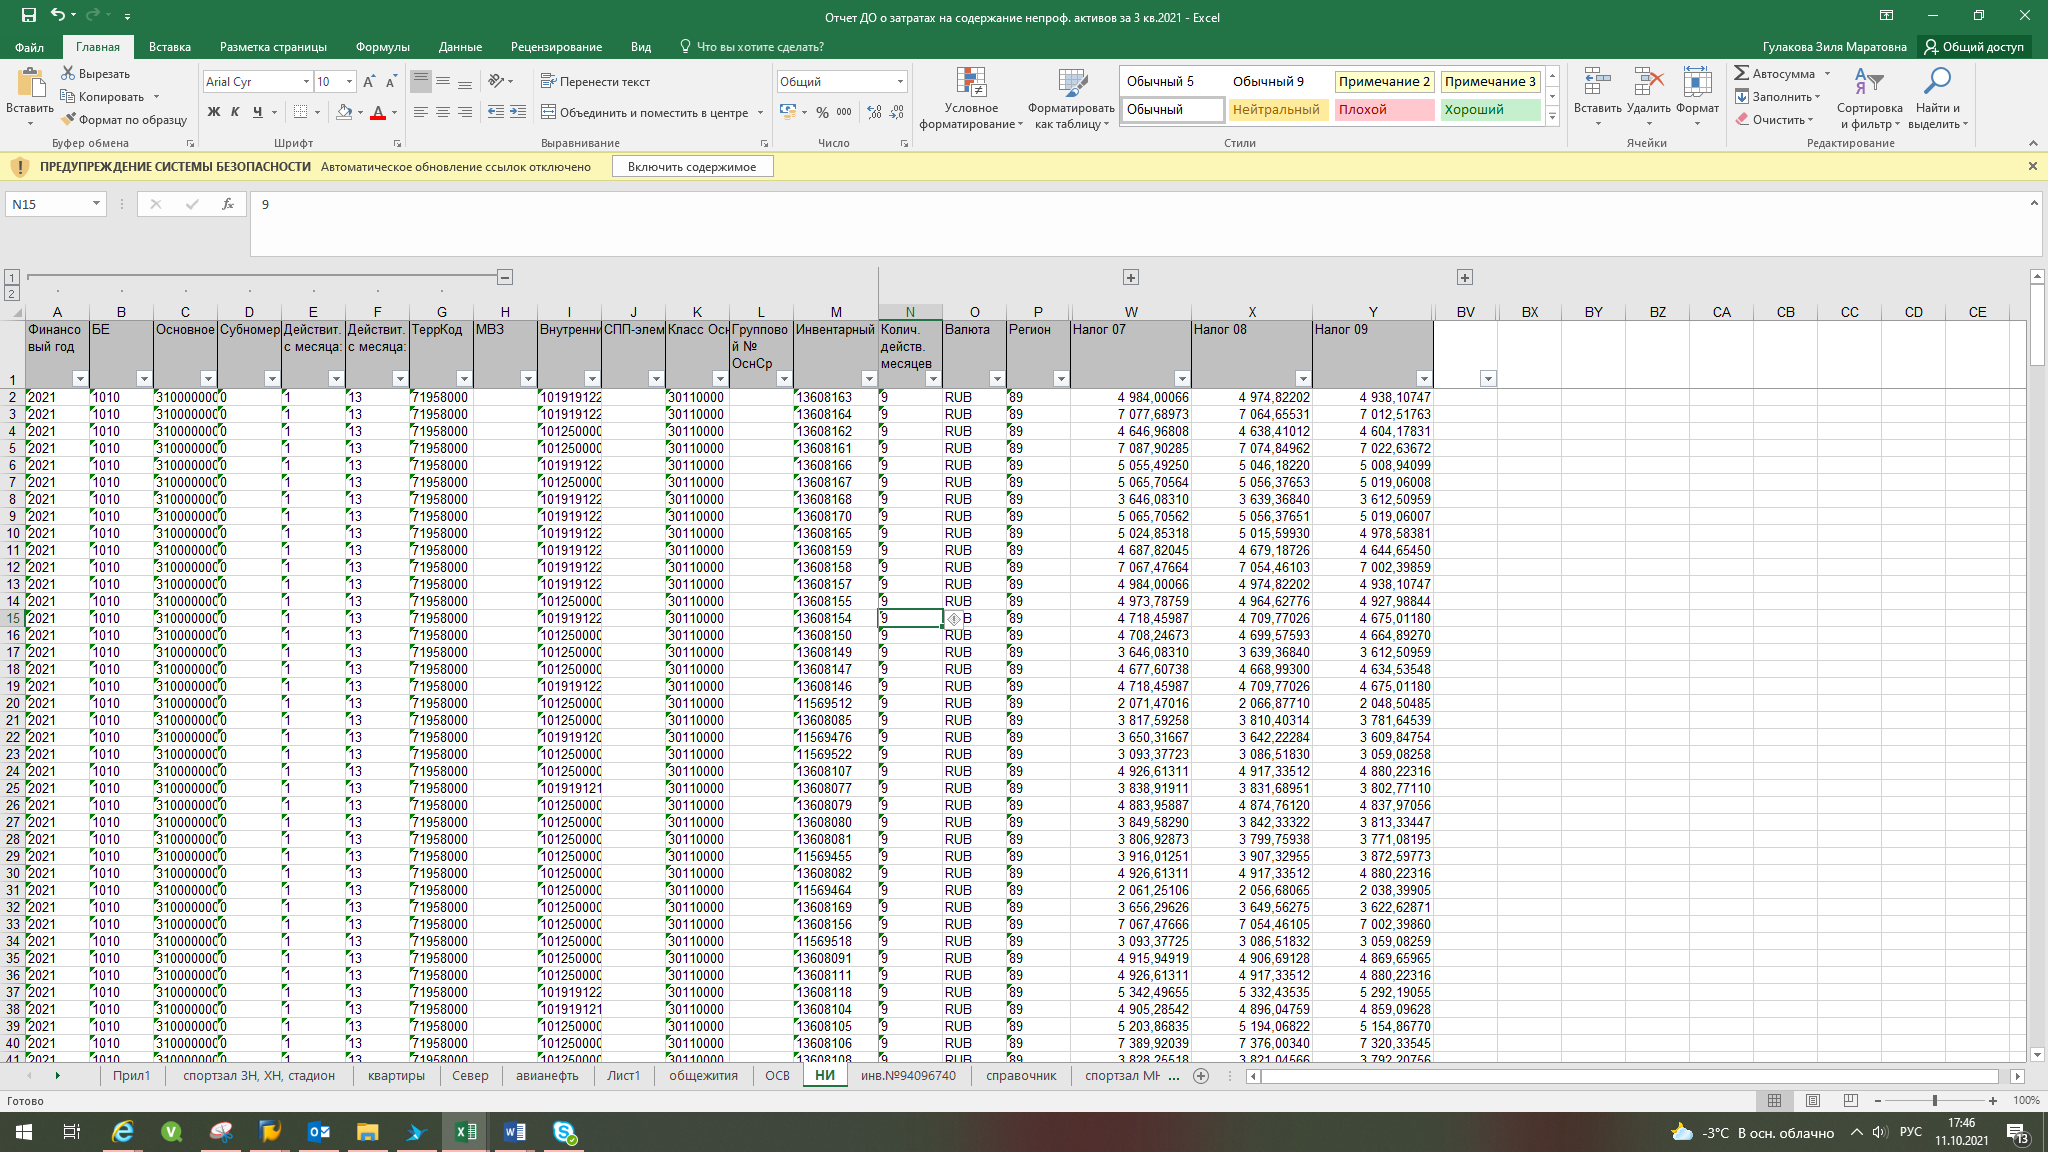 Отчет ДО о затратах на содержание непроф. активов за 3 кв.2021 - Excel
Файл Главная Вставка Разметка страницы Формулы Данные Рецензирование Вид Что вы хотите сделать? Гулакова Зиля Маратовна Общий доступ
Вставить Вырезать Копировать Формат по образцу
Arial Cyr 10 Ж К Ч
Перенести текст
Объединить и поместить в центре
Общий % 000
Условное форматирование Форматировать как таблицу
Обычный 5 Обычный 9 Примечание 2 Примечание 3
Обычный Нейтральный Плохой Хороший
Вставить Удалить Формат
Автосумма Заполнить Очистить
Сортировка и фильтр Найти и выделить
Буфер обмена Шрифт Выравнивание Число Стили Ячейки Редактирование
ПРЕДУПРЕЖДЕНИЕ СИСТЕМЫ БЕЗОПАСНОСТИ Автоматическое обновление ссылок отключено Включить содержимое
N15 fx 9
1
2
A B C D E F G H I J K L M N O P W X Y BV BX BY BZ CA CB CC CD CE
1 Финансовый год БЕ Основное Субномер Действит. с месяца: Действит. с месяца: ТеррКод МВЗ Внутренни СПП-элем Класс Осн Групповой № ОснСр Инвентарный Колич. действ. месяцев Валюта Регион Налог 07 Налог 08 Налог 09
2 2021 1010 310000000 0 1 13 71958000 101919122 30110000 13608163 9 RUB 89 4 984,00066 4 974,82202 4 938,10747
3 2021 1010 310000000 0 1 13 71958000 101919122 30110000 13608164 9 RUB 89 7 077,68973 7 064,65531 7 012,51763
4 2021 1010 310000000 0 1 13 71958000 101250000 30110000 13608162 9 RUB 89 4 646,96808 4 638,41012 4 604,17831
5 2021 1010 310000000 0 1 13 71958000 101250000 30110000 13608161 9 RUB 89 7 087,90285 7 074,84962 7 022,63672
6 2021 1010 310000000 0 1 13 71958000 101919122 30110000 13608166 9 RUB 89 5 055,49250 5 046,18220 5 008,94099
7 2021 1010 310000000 0 1 13 71958000 101250000 30110000 13608167 9 RUB 89 5 065,70564 5 056,37653 5 019,06008
8 2021 1010 310000000 0 1 13 71958000 101919122 30110000 13608168 9 RUB 89 3 646,08310 3 639,36840 3 612,50959
9 2021 1010 310000000 0 1 13 71958000 101919122 30110000 13608170 9 RUB 89 5 065,70562 5 056,37651 5 019,06007
10 2021 1010 310000000 0 1 13 71958000 101919122 30110000 13608165 9 RUB 89 5 024,85318 5 015,59930 4 978,58381
11 2021 1010 310000000 0 1 13 71958000 101919122 30110000 13608159 9 RUB 89 4 687,82045 4 679,18726 4 644,65450
12 2021 1010 310000000 0 1 13 71958000 101919122 30110000 13608158 9 RUB 89 7 067,47664 7 054,46103 7 002,39859
13 2021 1010 310000000 0 1 13 71958000 101919122 30110000 13608157 9 RUB 89 4 984,00066 4 974,82202 4 938,10747
14 2021 1010 310000000 0 1 13 71958000 101250000 30110000 13608155 9 RUB 89 4 973,78759 4 964,62776 4 927,98844
15 2021 1010 310000000 0 1 13 71958000 101919122 30110000 13608154 9 B 89 4 718,45987 4 709,77026 4 675,01180
16 2021 1010 310000000 0 1 13 71958000 101250000 30110000 13608150 9 RUB 89 4 708,24673 4 699,57593 4 664,89270
17 2021 1010 310000000 0 1 13 71958000 101250000 30110000 13608149 9 RUB 89 3 646,08310 3 639,36840 3 612,50959
18 2021 1010 310000000 0 1 13 71958000 101250000 30110000 13608147 9 RUB 89 4 677,60738 4 668,99300 4 634,53548
19 2021 1010 310000000 0 1 13 71958000 101919122 30110000 13608146 9 RUB 89 4 718,45987 4 709,77026 4 675,01180
20 2021 1010 310000000 0 1 13 71958000 101250000 30110000 11569512 9 RUB 89 2 071,47016 2 066,87710 2 048,50485
21 2021 1010 310000000 0 1 13 71958000 101250000 30110000 13608085 9 RUB 89 3 817,59258 3 810,40314 3 781,64539
22 2021 1010 310000000 0 1 13 71958000 101919120 30110000 11569476 9 RUB 89 3 650,31667 3 642,22284 3 609,84754
23 2021 1010 310000000 0 1 13 71958000 101250000 30110000 11569522 9 RUB 89 3 093,37723 3 086,51830 3 059,08258
24 2021 1010 310000000 0 1 13 71958000 101250000 30110000 13608107 9 RUB 89 4 926,61311 4 917,33512 4 880,22316
25 2021 1010 310000000 0 1 13 71958000 101919121 30110000 13608077 9 RUB 89 3 838,91911 3 831,68951 3 802,77110
26 2021 1010 310000000 0 1 13 71958000 101250000 30110000 13608079 9 RUB 89 4 883,95887 4 874,76120 4 837,97056
27 2021 1010 310000000 0 1 13 71958000 101250000 30110000 13608080 9 RUB 89 3 849,58290 3 842,33322 3 813,33447
28 2021 1010 310000000 0 1 13 71958000 101250000 30110000 13608081 9 RUB 89 3 806,92873 3 799,75938 3 771,08195
29 2021 1010 310000000 0 1 13 71958000 101250000 30110000 11569455 9 RUB 89 3 916,01251 3 907,32955 3 872,59773
30 2021 1010 310000000 0 1 13 71958000 101250000 30110000 13608082 9 RUB 89 4 926,61311 4 917,33512 4 880,22316
31 2021 1010 310000000 0 1 13 71958000 101250000 30110000 11569464 9 RUB 89 2 061,25106 2 056,68065 2 038,39905
32 2021 1010 310000000 0 1 13 71958000 101250000 30110000 13608169 9 RUB 89 3 656,29626 3 649,56275 3 622,62871
33 2021 1010 310000000 0 1 13 71958000 101250000 30110000 13608156 9 RUB 89 7 067,47666 7 054,46105 7 002,39860
34 2021 1010 310000000 0 1 13 71958000 101250000 30110000 11569518 9 RUB 89 3 093,37725 3 086,51832 3 059,08259
35 2021 1010 310000000 0 1 13 71958000 101250000 30110000 13608091 9 RUB 89 4 915,94919 4 906,69128 4 869,65965
36 2021 1010 310000000 0 1 13 71958000 101250000 30110000 13608111 9 RUB 89 4 926,61311 4 917,33512 4 880,22316
37 2021 1010 310000000 0 1 13 71958000 101919122 30110000 13608118 9 RUB 89 5 342,49655 5 332,43535 5 292,19055
38 2021 1010 310000000 0 1 13 71958000 101919121 30110000 13608104 9 RUB 89 4 905,28542 4 896,04759 4 859,09628
39 2021 1010 310000000 0 1 13 71958000 101250000 30110000 13608105 9 RUB 89 5 203,86835 5 194,06822 5 154,86770
40 2021 1010 310000000 0 1 13 71958000 101250000 30110000 13608106 9 RUB 89 7 389,92039 7 376,00340 7 320,33545
41 2021 1010 310000000 0 1 13 71958000 101250000 30110000 13608108 9 RUB 89 3 828,25518 3 821,04566 3 792,20756
Прил1 спортзал ЗН, ХН, стадион квартиры Север авианефть Лист1 общежития ОСВ НИ инв.№94096740 справочник спортзал МН ...
Готово 100%
-3°C В осн. облачно РУС 17:46
11.10.2021 13